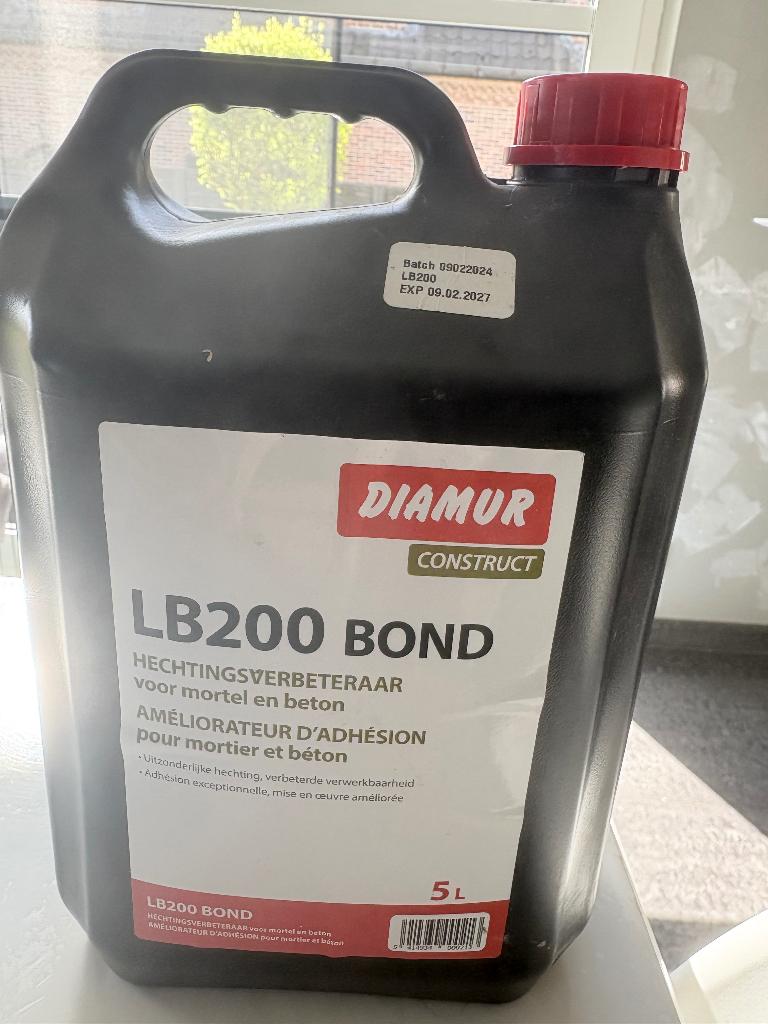 Batch 09022024
LB200
EXP 09.02.2027
DIAMUR
CONSTRUCT
LB200 BOND
HECHTINGSVERBETERAAR
voor mortel en beton
AMÉLIORATEUR D'ADHÉSION
pour mortier et béton
• Uitzonderlijke hechting, verbeterde verwerkbaarheid
• Adhésion exceptionnelle, mise en œuvre améliorée
5 L
LB200 BOND
HECHTINGSVERBETERAAR voor mortel en beton
AMÉLIORATEUR D'ADHÉSION pour mortier et béton